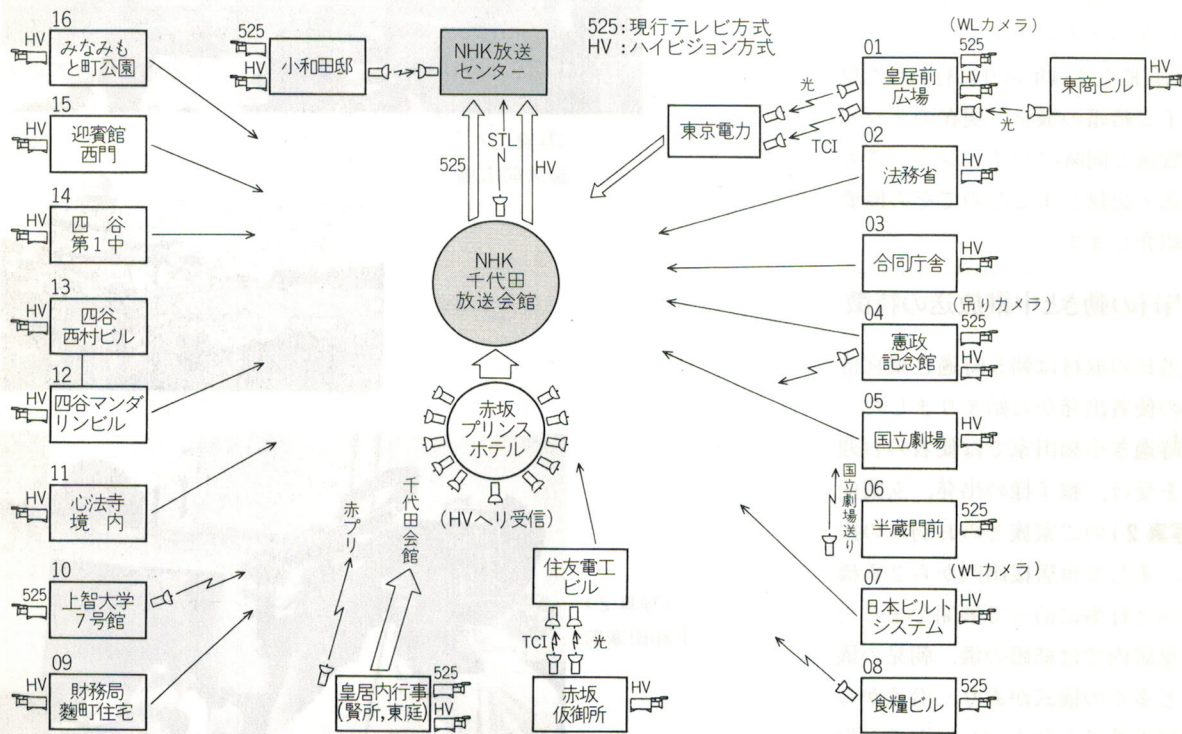 525:現行テレビ方式
HV:ハイビジョン方式
16
HV
みなみも
と町公園
15
HV
迎賓館
西門
14
HV
四谷
第1中
13
HV
四谷
西村ビル
12
HV
四谷マンダ
リンビル
11
HV
心法寺
境内
10
525
上智大学
7号館
09
HV
財務局
麴町住宅
525
HV
小和田邸
NHK放送
センター
525
STL
HV
NHK
千代田
放送会館
赤坂
プリンス
ホテル
(HVヘリ受信)
赤プリ
千代田会館
皇居内行事
(賢所,東庭)
525
HV
住友電工
ビル
TCI
光
赤坂
仮御所
HV
東京電力
光
TCI
(WLカメラ)
01
皇居前
広場
525
HV
光
東商ビル
HV
02
法務省
HV
03
合同庁舎
HV
(吊りカメラ)
04
憲政
記念館
525
HV
05
国立劇場
HV
国立劇場送り
06
半蔵門前
525
(WLカメラ)
07
日本ビルト
システム
HV
08
食糧ビル
525